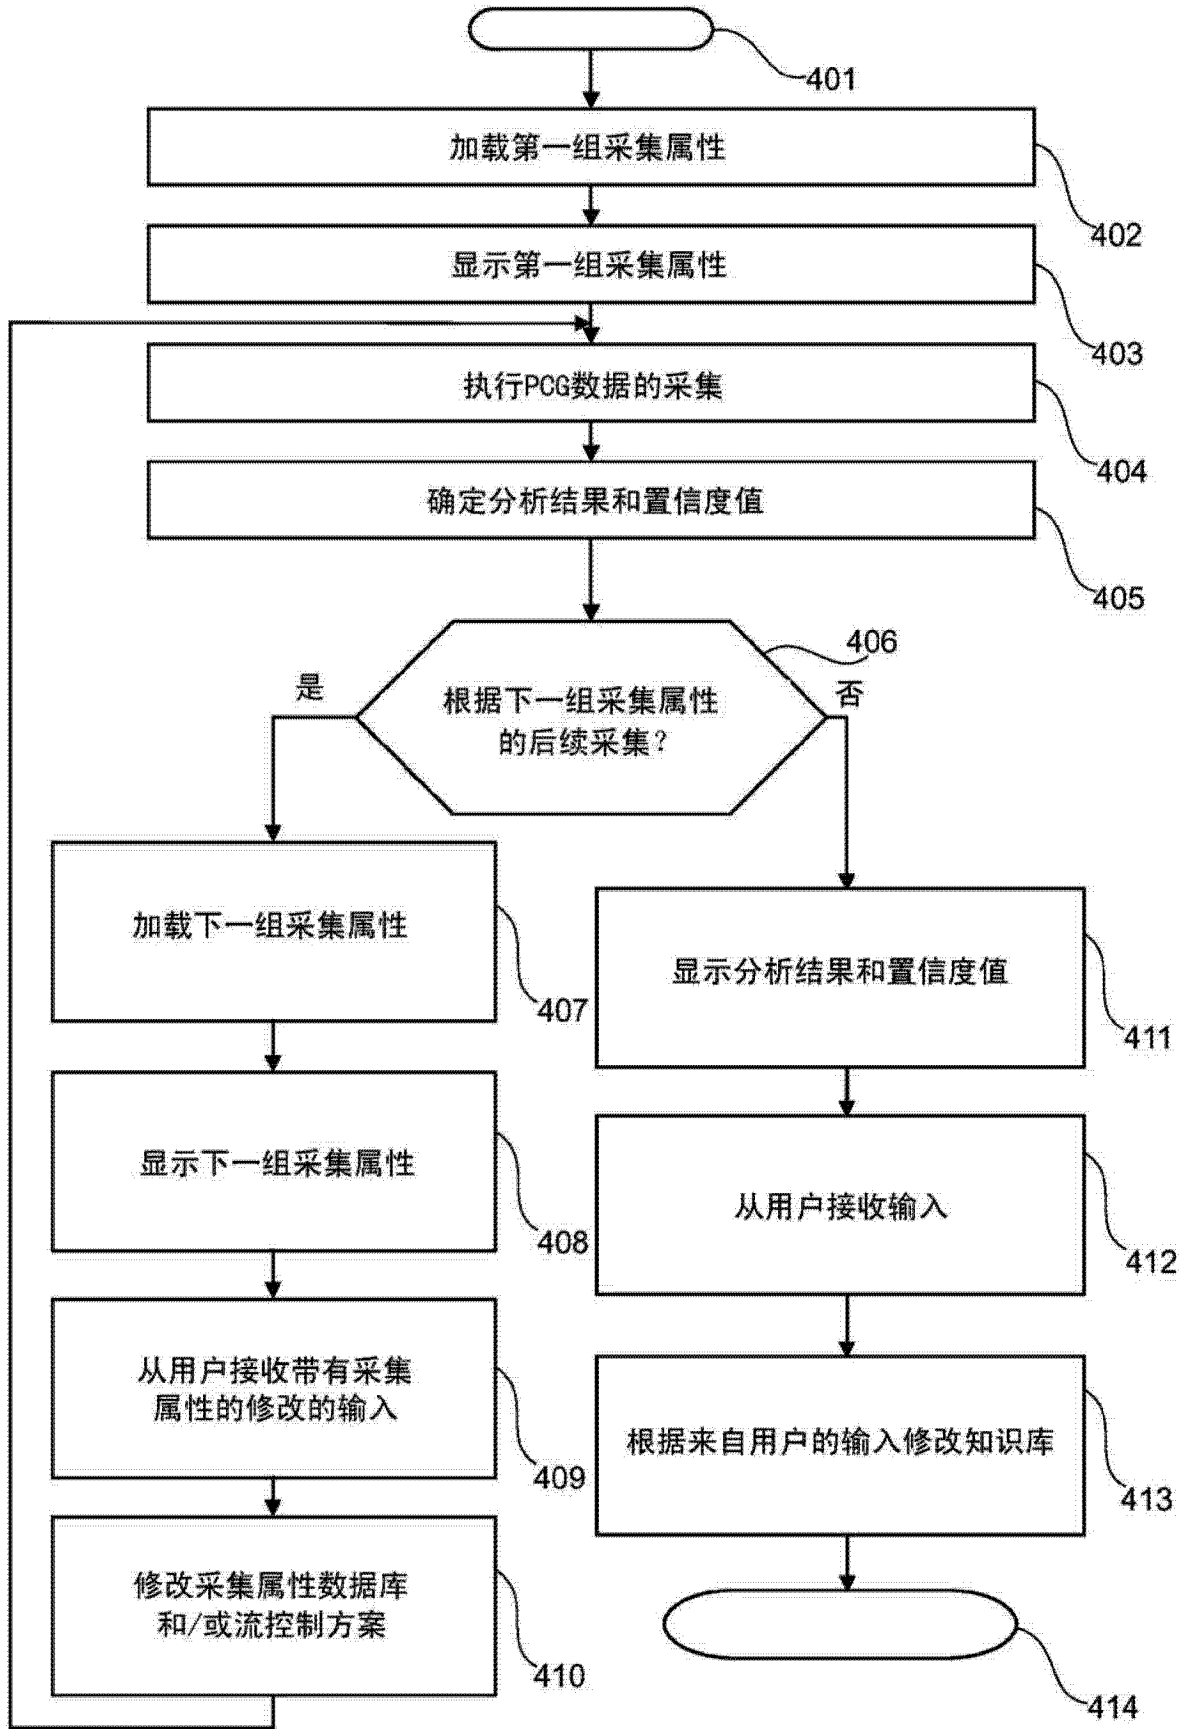 401
加载第一组采集属性
402
显示第一组采集属性
403
执行PCG数据的采集
404
确定分析结果和置信度值
405
406
是
否
根据下一组采集属性
的后续采集?
加载下一组采集属性
407
显示分析结果和置信度值
411
显示下一组采集属性
408
从用户接收输入
412
从用户接收带有采集
属性的修改的输入
409
根据来自用户的输入修改知识库
413
修改采集属性数据库
和/或流控制方案
410
414